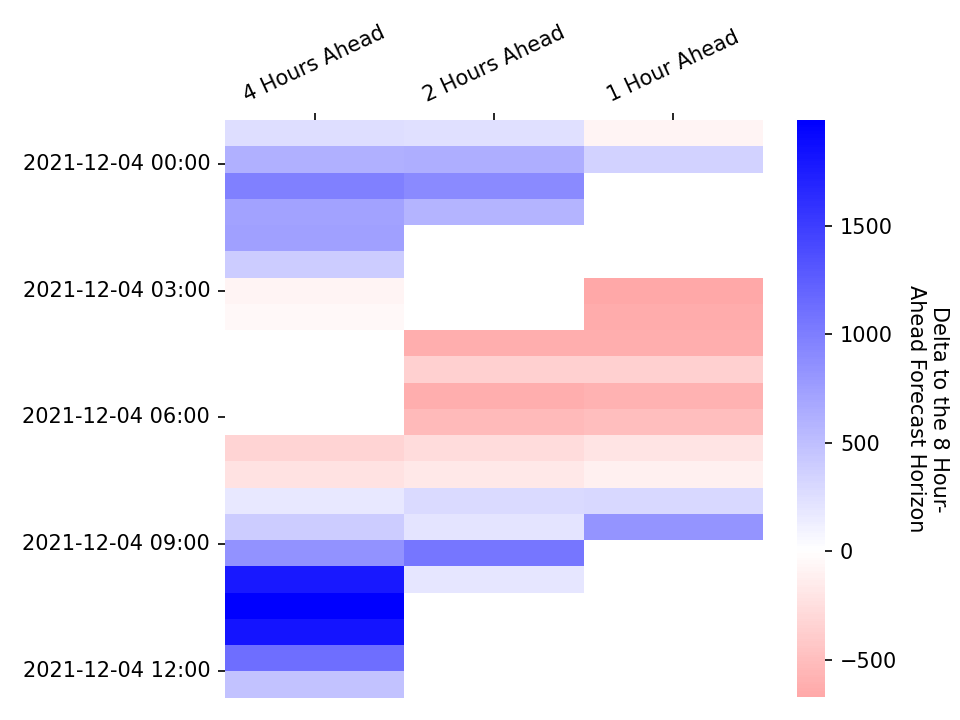 4 Hours Ahead
2 Hours Ahead
1 Hour Ahead
2021-12-04 00:00
2021-12-04 03:00
2021-12-04 06:00
2021-12-04 09:00
2021-12-04 12:00
1500
1000
500
0
−500
Delta to the 8 Hour-
Ahead Forecast Horizon